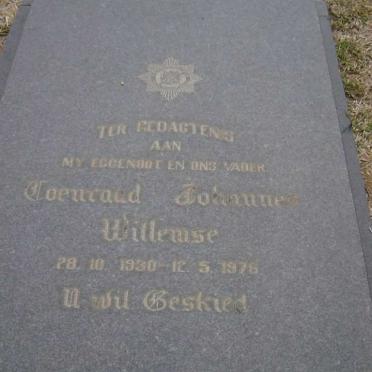 TER GEDAGTENIS
AAN
MY EGGENOOT EN ONS VADER
Coenraad Johannes
Willemse
28. 10. 1930 – 12. 5. 1976
U wil Geskied